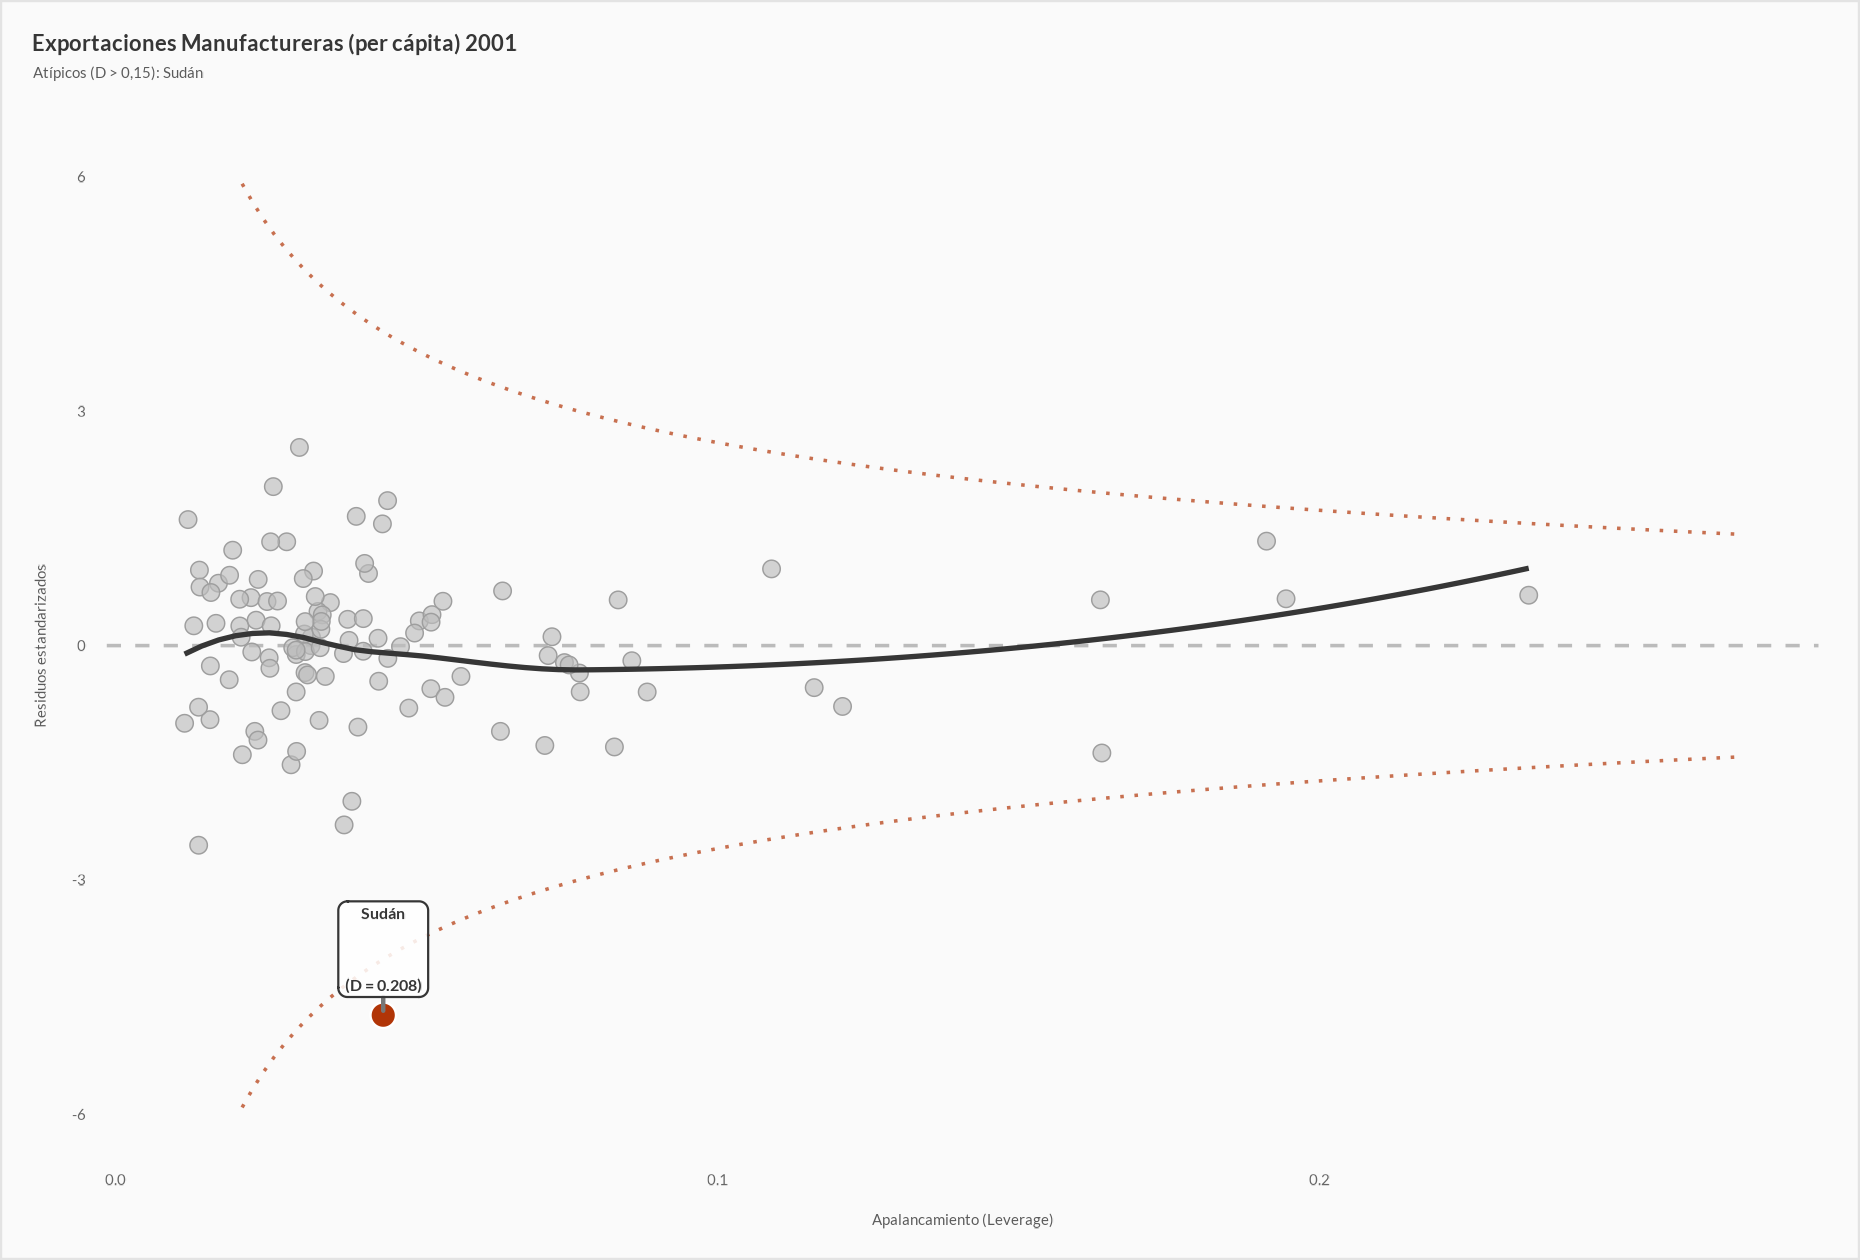 Exportaciones Manufactureras (per cápita) 2001
Atípicos (D > 0,15): Sudán
6
3
0
-3
-6
Residuos estandarizados
Sudán
(D = 0.208)
0.0
0.1
0.2
Apalancamiento (Leverage)